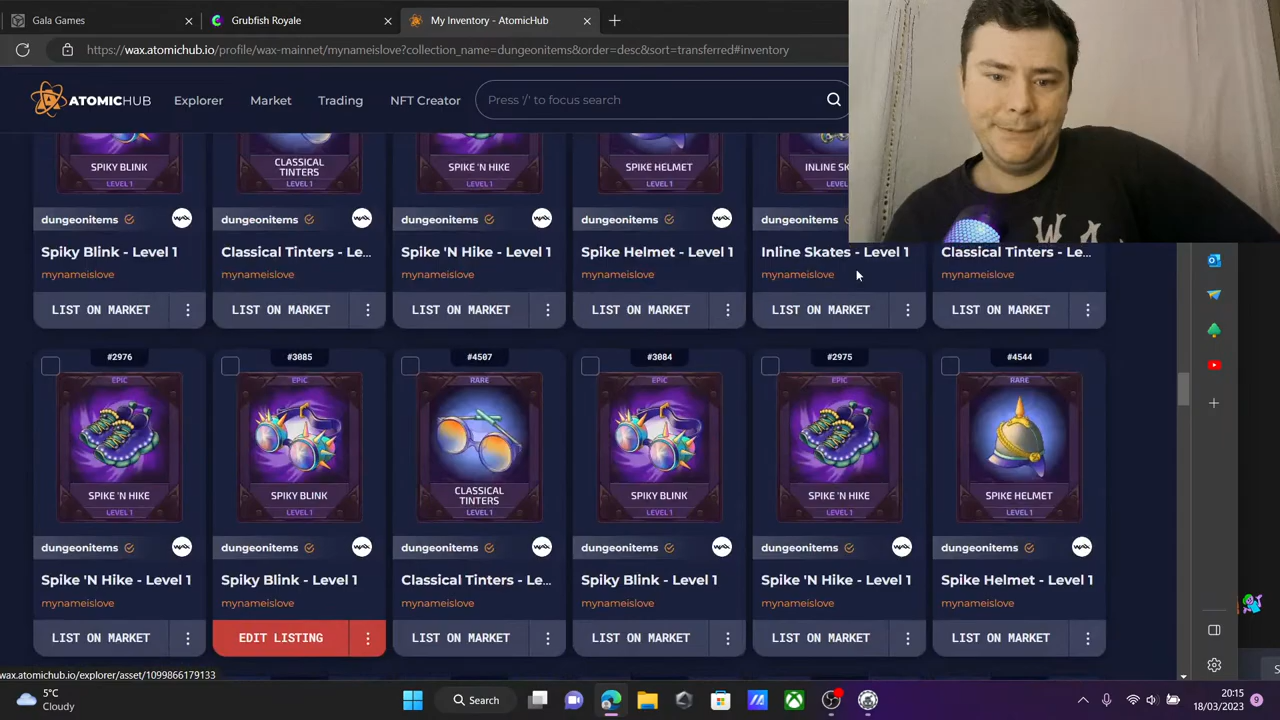 Gala Games
Grubfish Royale
My Inventory - AtomicHub
https://wax.atomichub.io/profile/wax-mainnet/mynameislove?collection_name=dungeonitems&order=desc&sort=transferred#inventory
ATOMICHUB
Explorer
Market
Trading
NFT Creator
Press '/' to focus search
SPIKY BLINK
LEVEL 1
CLASSICAL
TINTERS
LEVEL 1
SPIKE 'N HIKE
LEVEL 1
SPIKE HELMET
LEVEL 1
INLINE SK
LEVEL 1
dungeonitems
dungeonitems
dungeonitems
dungeonitems
dungeonitems
Spiky Blink - Level 1
Classical Tinters - Le...
Spike 'N Hike - Level 1
Spike Helmet - Level 1
Inline Skates - Level 1
Classical Tinters - Le...
mynameislove
mynameislove
mynameislove
mynameislove
mynameislove
mynameislove
LIST ON MARKET
LIST ON MARKET
LIST ON MARKET
LIST ON MARKET
LIST ON MARKET
LIST ON MARKET
#2976
#3085
#4507
#3084
#2975
#4544
EPIC
EPIC
RARE
EPIC
EPIC
RARE
SPIKE 'N HIKE
LEVEL 1
SPIKY BLINK
LEVEL 1
CLASSICAL
TINTERS
LEVEL 1
SPIKY BLINK
LEVEL 1
SPIKE 'N HIKE
LEVEL 1
SPIKE HELMET
LEVEL 1
dungeonitems
dungeonitems
dungeonitems
dungeonitems
dungeonitems
dungeonitems
Spike 'N Hike - Level 1
Spiky Blink - Level 1
Classical Tinters - Le...
Spiky Blink - Level 1
Spike 'N Hike - Level 1
Spike Helmet - Level 1
mynameislove
mynameislove
mynameislove
mynameislove
mynameislove
mynameislove
LIST ON MARKET
EDIT LISTING
LIST ON MARKET
LIST ON MARKET
LIST ON MARKET
LIST ON MARKET
wax.atomichub.io/explorer/asset/1099866179133
5°C
Cloudy
Search
20:15
18/03/2023
9